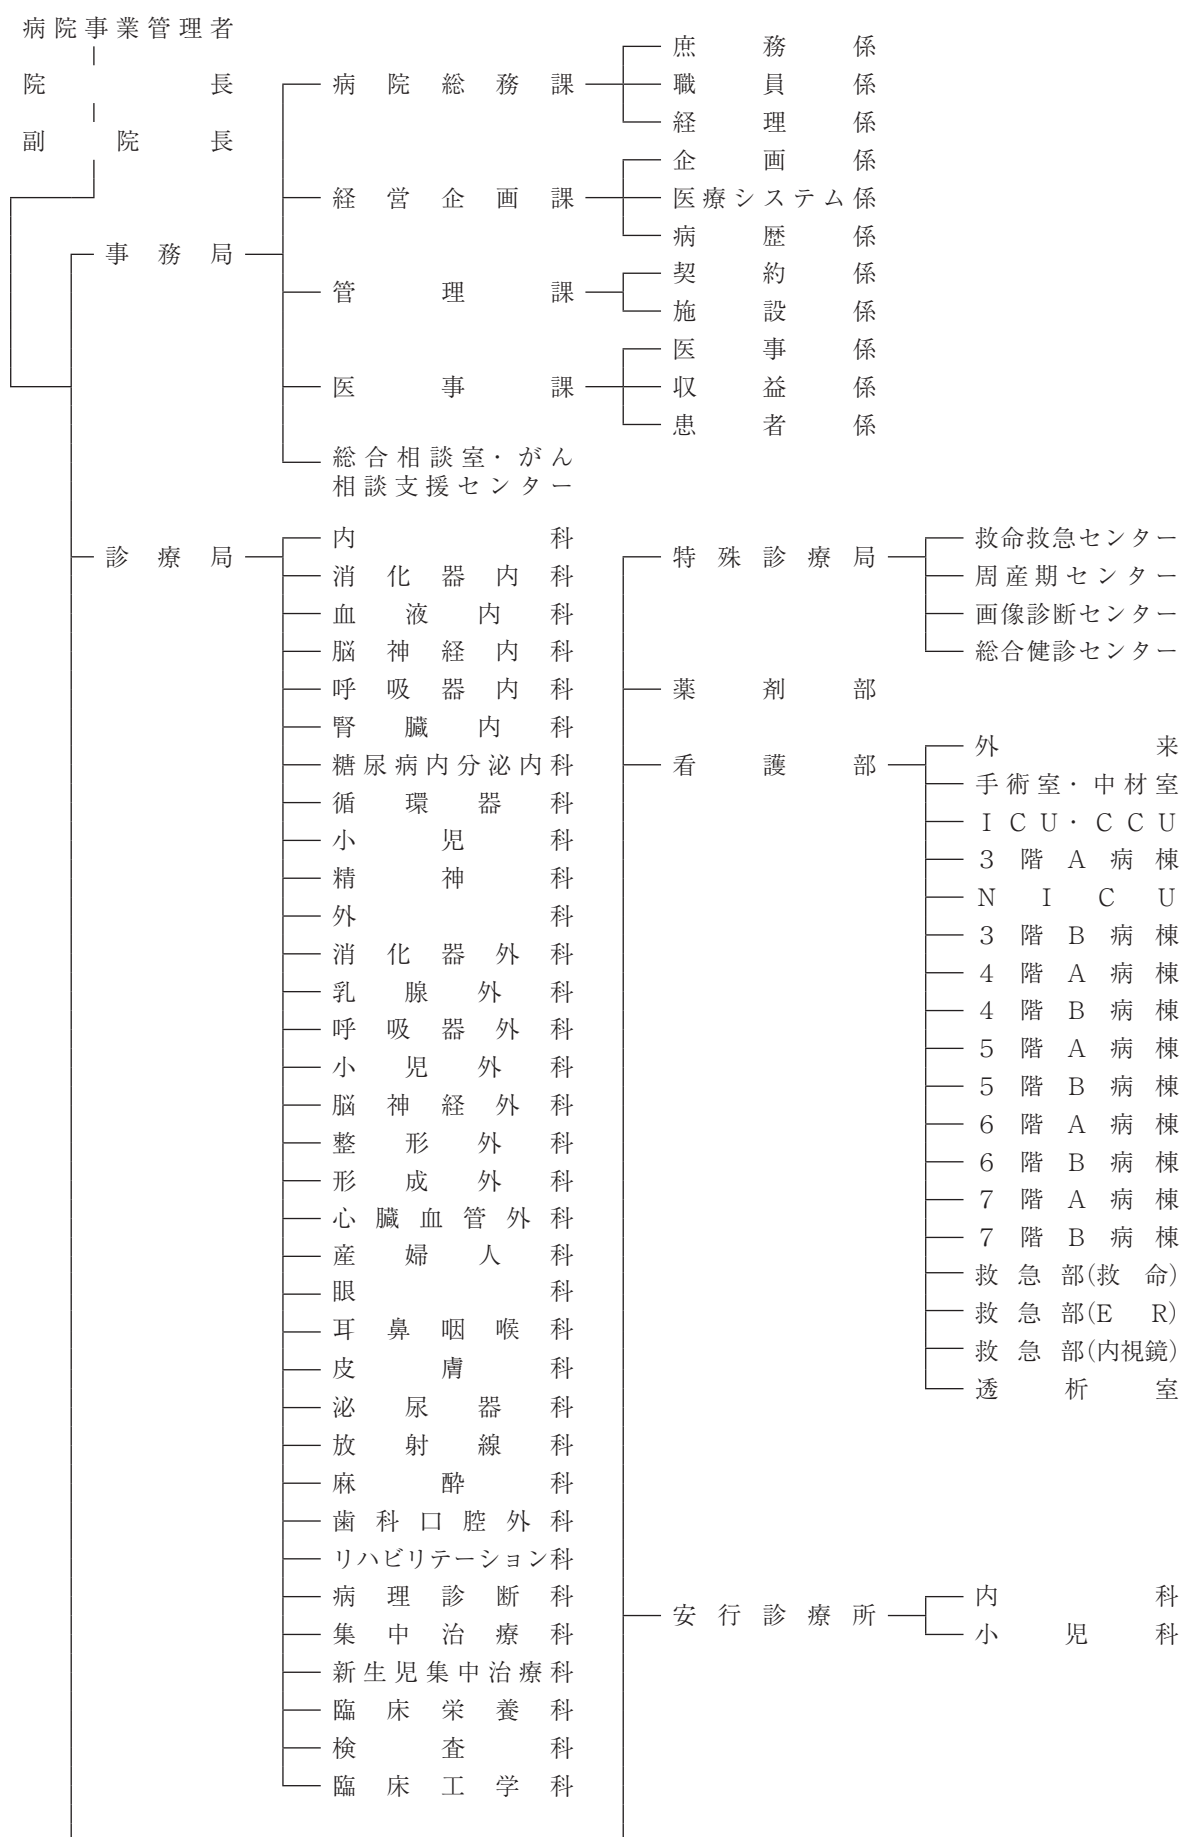 病院事業管理者
院長
副院長
事務局
病院総務課
庶務係
職員係
経理係
経営企画課
企画係
医療システム係
病歴係
管理課
契約係
施設係
医事課
医事係
収益係
患者係
総合相談室・がん
相談支援センター
診療局
内科
消化器内科
血液内科
脳神経内科
呼吸器内科
腎臓内科
糖尿病内分泌内科
循環器科
小児科
精神科
外科
消化器外科
乳腺外科
呼吸器外科
小児外科
脳神経外科
整形外科
形成外科
心臓血管外科
産婦人科
眼科
耳鼻咽喉科
皮膚科
泌尿器科
放射線科
麻酔科
歯科口腔外科
リハビリテーション科
病理診断科
集中治療科
新生児集中治療科
臨床栄養科
検査科
臨床工学科
特殊診療局
救命救急センター
周産期センター
画像診断センター
総合健診センター
薬剤部
看護部
外来
手術室・中材室
ICU・CCU
3階A病棟
NICU
3階B病棟
4階A病棟
4階B病棟
5階A病棟
5階B病棟
6階A病棟
6階B病棟
7階A病棟
7階B病棟
救急部(救命)
救急部(ER)
救急部(内視鏡)
透析室
安行診療所
内科
小児科